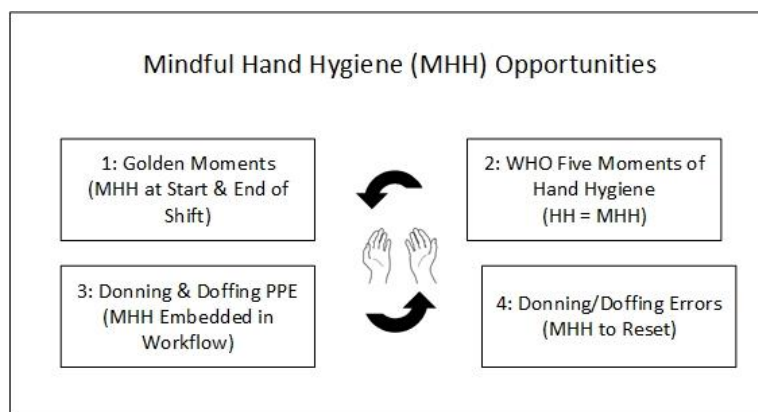 Mindful Hand Hygiene (MHH) Opportunities
1: Golden Moments
(MHH at Start & End of
Shift)
2: WHO Five Moments of
Hand Hygiene
(HH = MHH)
3: Donning & Doffing PPE
(MHH Embedded in
Workflow)
4: Donning/Doffing Errors
(MHH to Reset)